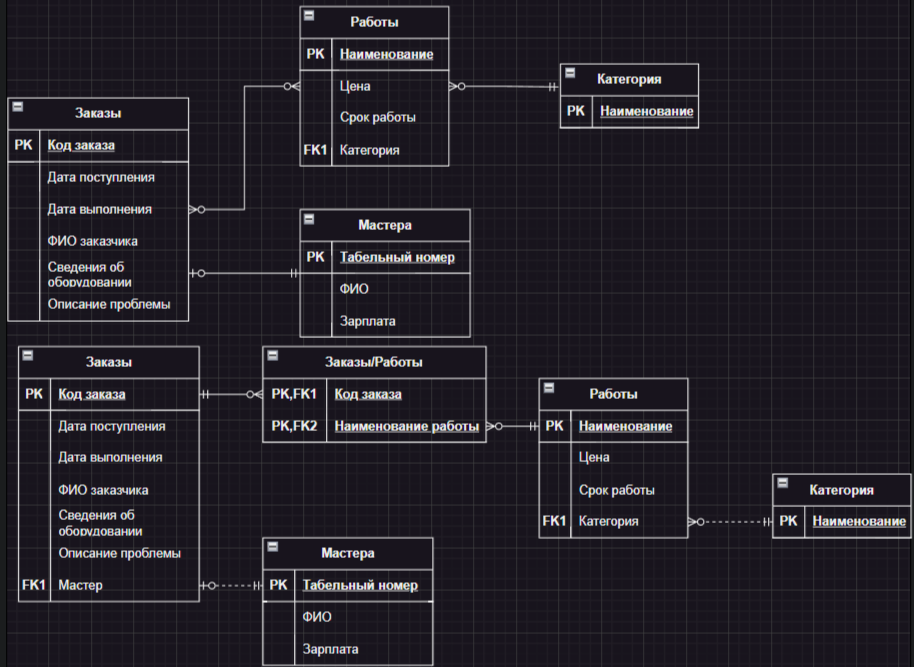 Работы
PK Наименование
Цена
Срок работы
FK1 Категория
Категория
PK Наименование
Заказы
PK Код заказа
Дата поступления
Дата выполнения
ФИО заказчика
Сведения об
оборудовании
Описание проблемы
Мастера
PK Табельный номер
ФИО
Зарплата
Заказы
PK Код заказа
Дата поступления
Дата выполнения
ФИО заказчика
Сведения об
оборудовании
Описание проблемы
FK1 Мастер
Заказы/Работы
PK,FK1 Код заказа
PK,FK2 Наименование работы
Работы
PK Наименование
Цена
Срок работы
FK1 Категория
Категория
PK Наименование
Мастера
PK Табельный номер
ФИО
Зарплата